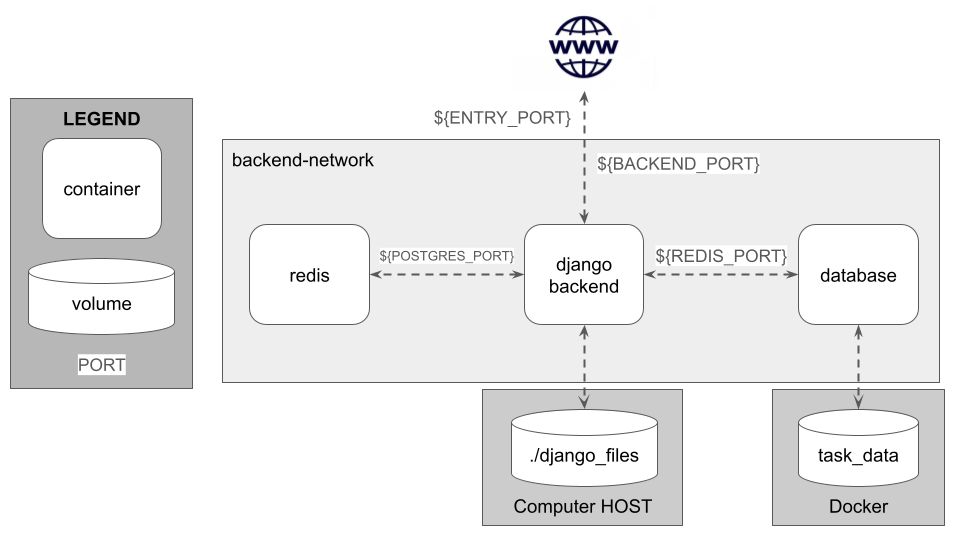 WWW
${ENTRY_PORT}
LEGEND
container
volume
PORT
backend-network
${BACKEND_PORT}
redis
${POSTGRES_PORT}
django
backend
${REDIS_PORT}
database
./django_files
Computer HOST
task_data
Docker